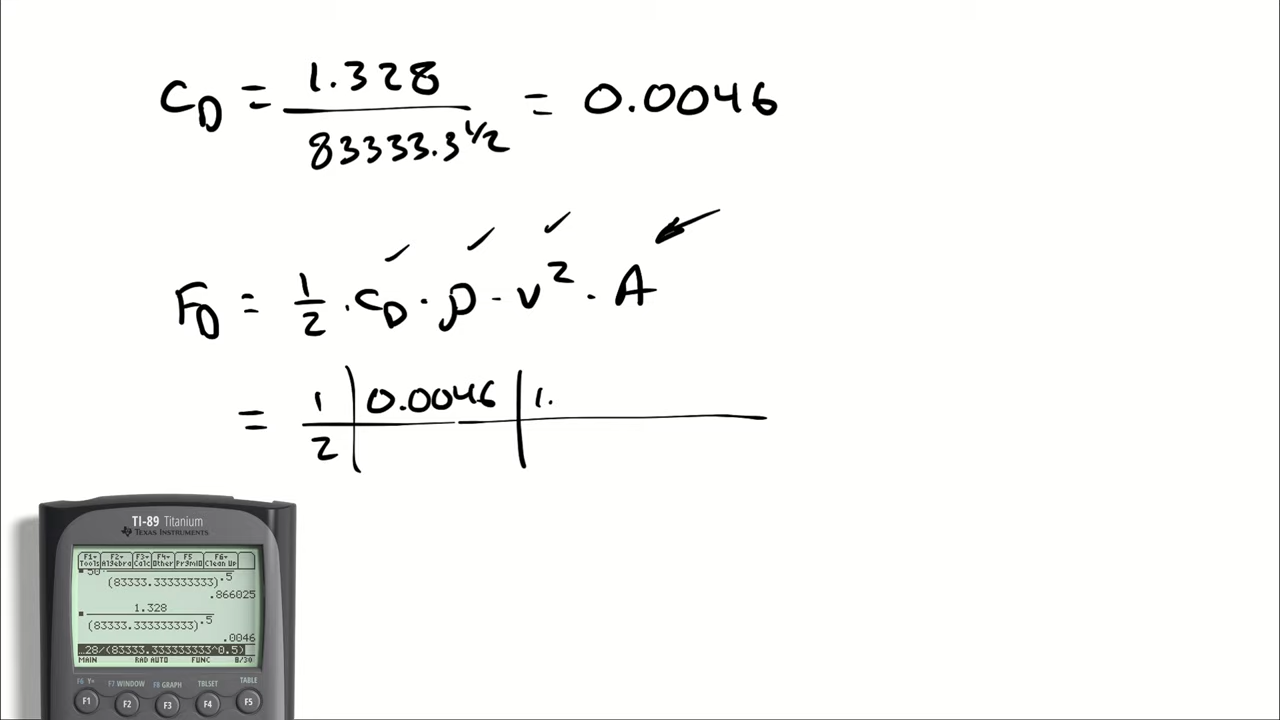 C_D = 1.328 / 83333.3^1/2 = 0.0046
F_D = 1/2 · C_D · ρ · v^2 · A
= 1/2 | 0.0046 | 1.
TI-89 Titanium
TEXAS INSTRUMENTS
F1▾ Tools F2▾ Algebra F3▾ Calc F4▾ Other F5 PrgmIO F6▾ Clean Up
50
(83333.333333333)^.5
.866025
1.328
(83333.333333333)^.5
.0046
…28/(83333.333333333^0.5)
MAIN RAD AUTO FUNC 8/30
F6 Y= F7 WINDOW F8 GRAPH TBLSET TABLE
F1 F2 F3 F4 F5